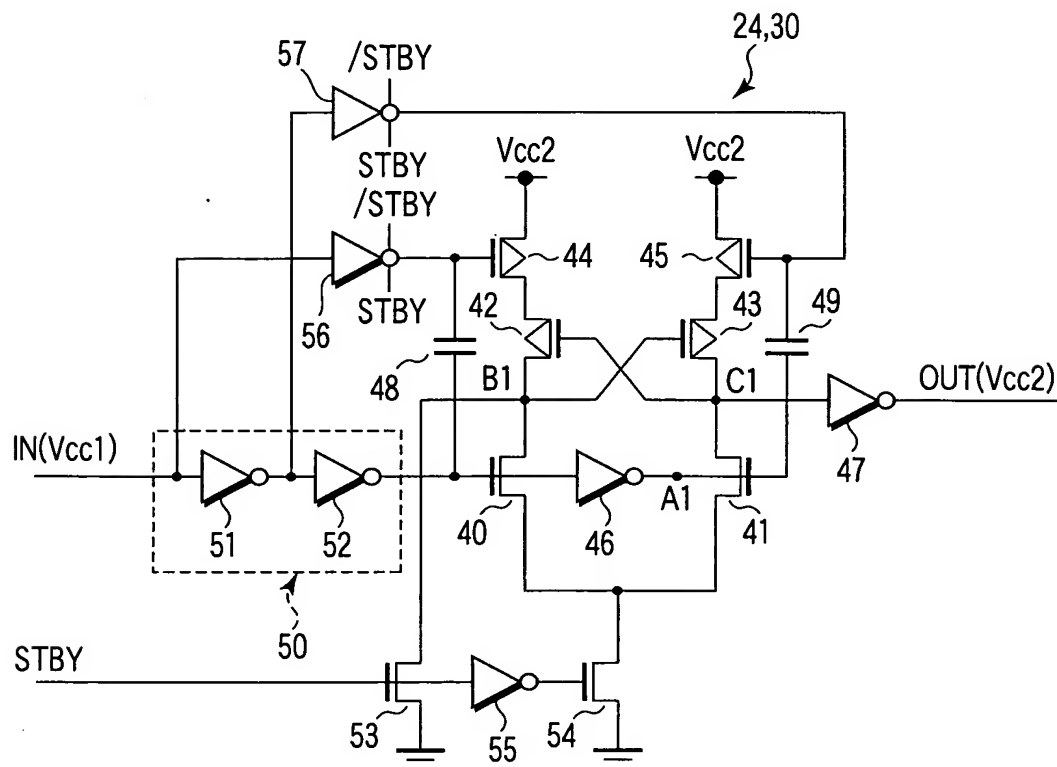 24,30
57
/STBY
STBY
Vcc2
Vcc2
/STBY
44
45
STBY
56
42
43
49
48
B1
C1
OUT(Vcc2)
47
IN(Vcc1)
51
52
40
46
A1
41
50
STBY
53
55
54